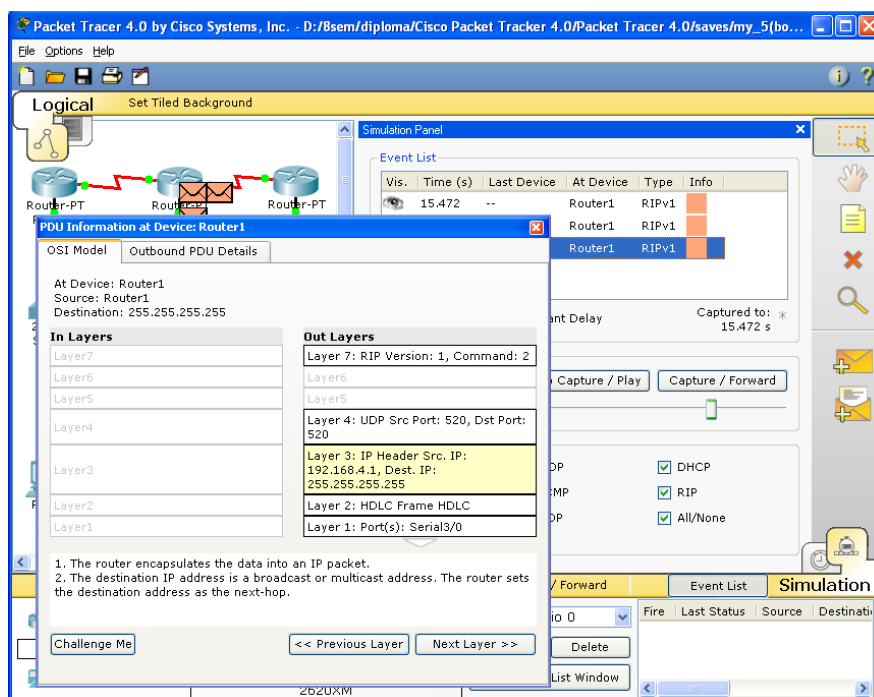 Packet Tracer 4.0 by Cisco Systems, Inc. - D:/8sem/diploma/Cisco Packet Tracker 4.0/Packet Tracer 4.0/saves/my_5(bo...
File Options Help
Logical Set Tiled Background
Simulation Panel
Event List
Vis. Time (s) Last Device At Device Type Info
15.472 -- Router1 RIPv1
Router1 RIPv1
Router1 RIPv1
Router-PT
Router-PT
Router-PT
PDU Information at Device: Router1
OSI Model Outbound PDU Details
At Device: Router1
Source: Router1
Destination: 255.255.255.255
In Layers
Layer7
Layer6
Layer5
Layer4
Layer3
Layer2
Layer1
Out Layers
Layer 7: RIP Version: 1, Command: 2
Layer6
Layer5
Layer 4: UDP Src Port: 520, Dst Port:
520
Layer 3: IP Header Src. IP:
192.168.4.1, Dest. IP:
255.255.255.255
Layer 2: HDLC Frame HDLC
Layer 1: Port(s): Serial3/0
1. The router encapsulates the data into an IP packet.
2. The destination IP address is a broadcast or multicast address. The router sets
the destination address as the next-hop.
Challenge Me << Previous Layer Next Layer >>
Delay Captured to: *
15.472 s
Capture / Play Capture / Forward
DHCP
RIP
All/None
/ Forward Event List Simulation
0 Fire Last Status Source
Delete
List Window
2620XM